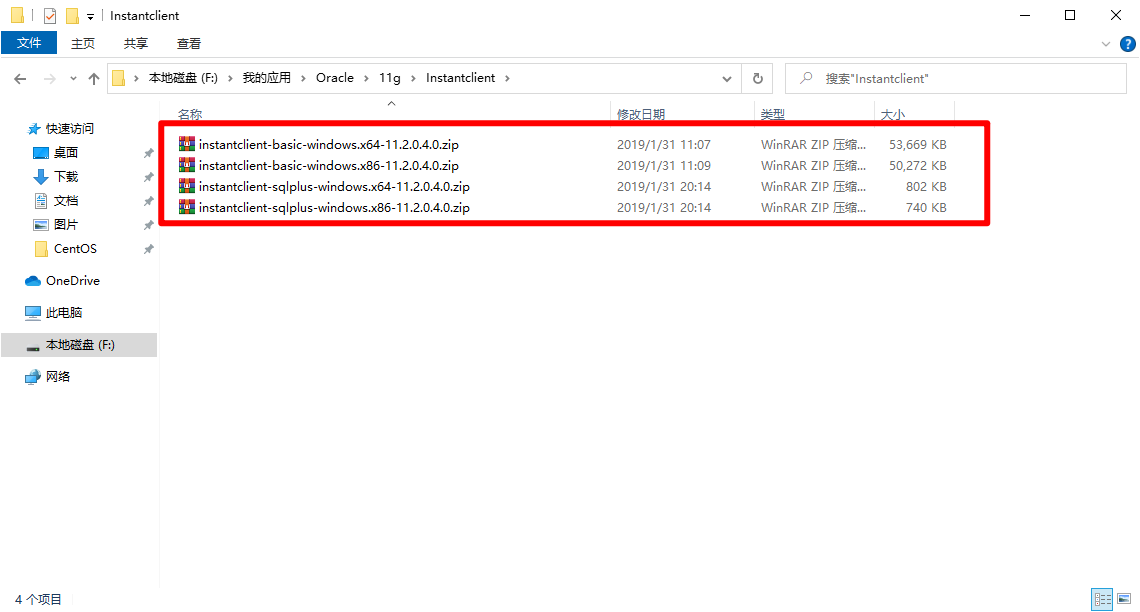 Instantclient
文件 主页 共享 查看
本地磁盘 (F:) › 我的应用 › Oracle › 11g › Instantclient › 搜索"Instantclient"
名称 修改日期 类型 大小
快速访问
桌面
下载
文档
图片
CentOS
OneDrive
此电脑
本地磁盘 (F:)
网络
instantclient-basic-windows.x64-11.2.0.4.0.zip 2019/1/31 11:07 WinRAR ZIP 压缩... 53,669 KB
instantclient-basic-windows.x86-11.2.0.4.0.zip 2019/1/31 11:09 WinRAR ZIP 压缩... 50,272 KB
instantclient-sqlplus-windows.x64-11.2.0.4.0.zip 2019/1/31 20:14 WinRAR ZIP 压缩... 802 KB
instantclient-sqlplus-windows.x86-11.2.0.4.0.zip 2019/1/31 20:14 WinRAR ZIP 压缩... 740 KB
4 个项目